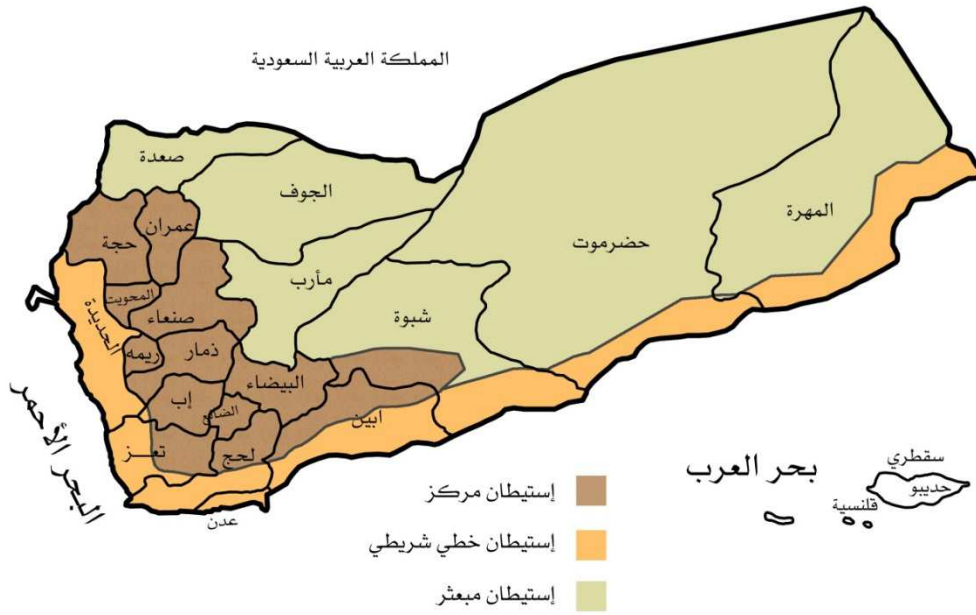 المملكة العربية السعودية
صعدة
الجوف
عمران
حجة
المهرة
حضرموت
مأرب
المحويت
الحديدة
صنعاء
شبوة
ريمه
ذمار
البيضاء
إب
الضالع
ابين
تعــز
لحج
عدن
البحر الأحمر
بحر العرب
سقطري
حديبو
قلنسية
إستيطان مركز
إستيطان خطي شريطي
إستيطان مبعثر